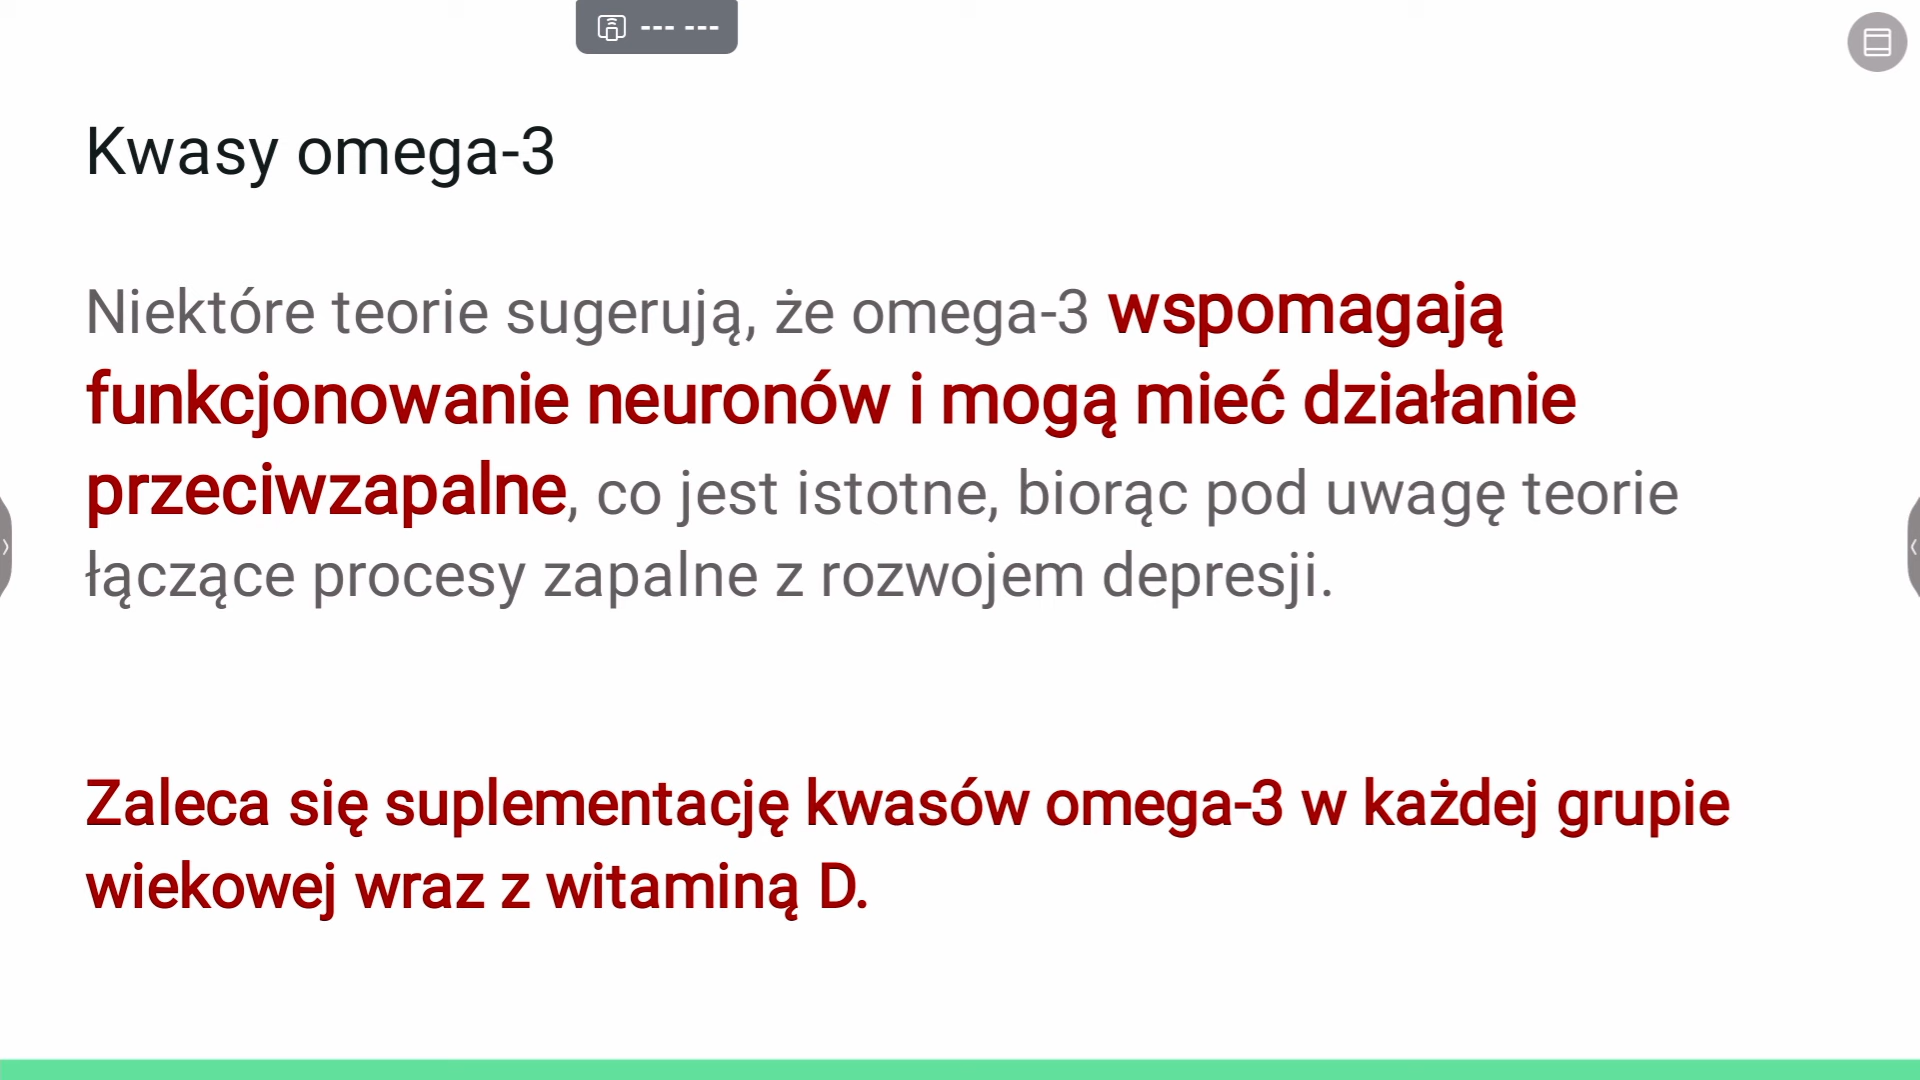 --- ---
Kwasy omega-3
Niektóre teorie sugerują, że omega-3 wspomagają
funkcjonowanie neuronów i mogą mieć działanie
przeciwzapalne, co jest istotne, biorąc pod uwagę teorie
łączące procesy zapalne z rozwojem depresji.
Zaleca się suplementację kwasów omega-3 w każdej grupie
wiekowej wraz z witaminą D.